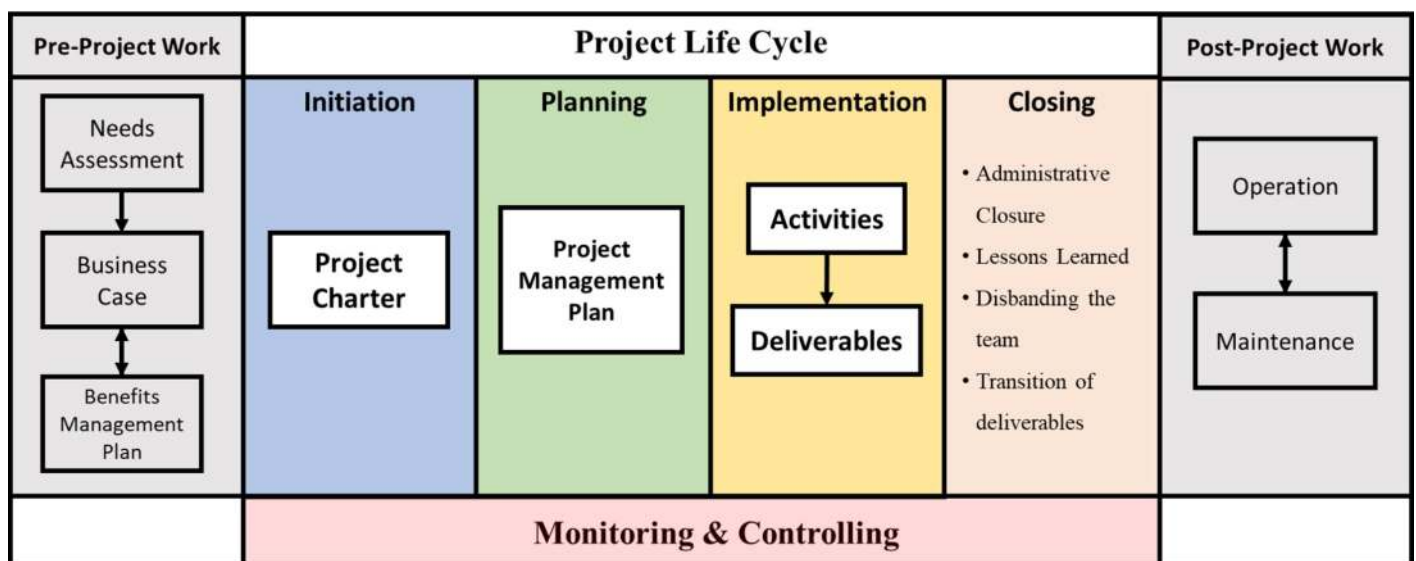 Pre-Project Work
Project Life Cycle
Post-Project Work
Needs
Assessment
Business
Case
Benefits
Management
Plan
Initiation
Project
Charter
Planning
Project
Management
Plan
Implementation
Activities
Deliverables
Closing
• Administrative
Closure
• Lessons Learned
• Disbanding the
team
• Transition of
deliverables
Operation
Maintenance
Monitoring & Controlling